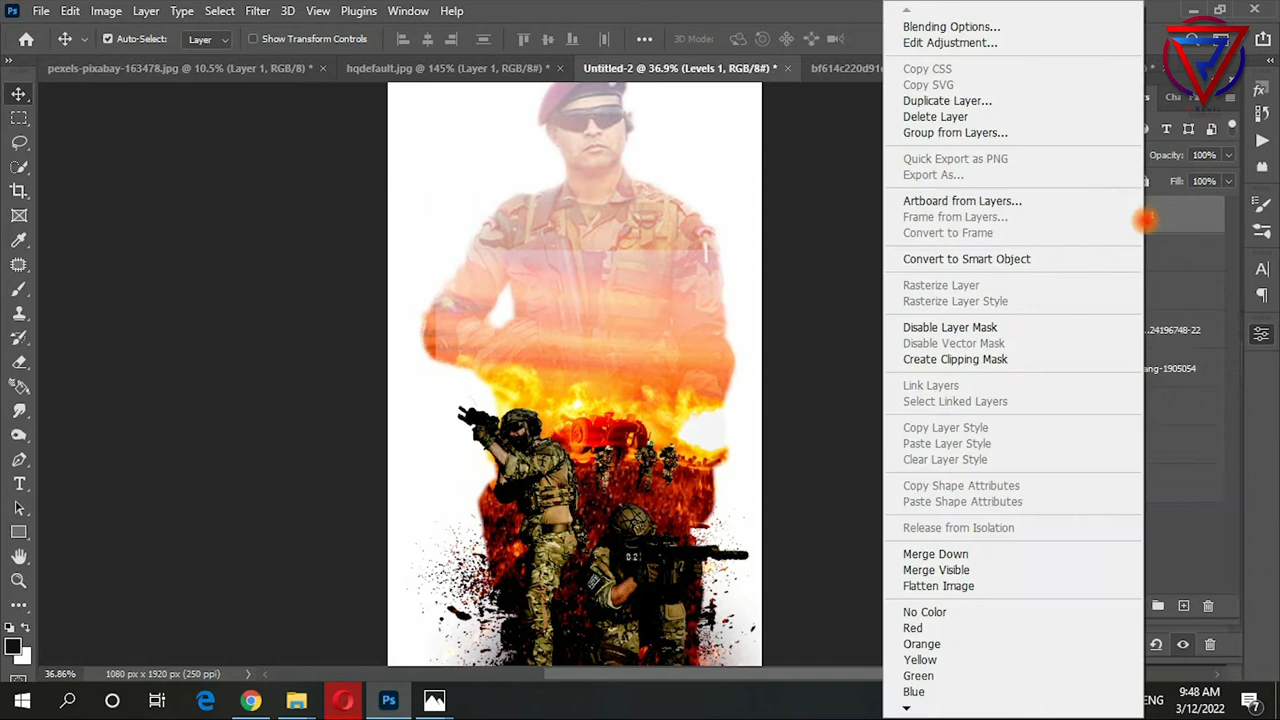 Ps File Edit Image Layer Type Select Filter 3D View Plugins Window Help
Auto-Select: Layer Show Transform Controls 3D Mode:
pexels-pixabay-163478.jpg @ 10.5% (Layer 1, RGB/8) * hqdefault.jpg @ 145% (Layer 1, RGB/8#) * Untitled-2 @ 36.9% (Levels 1, RGB/8#) * bf614c220d91
Blending Options...
Edit Adjustment...
Copy CSS
Copy SVG
Duplicate Layer...
Delete Layer
Group from Layers...
Quick Export as PNG
Export As...
Artboard from Layers...
Frame from Layers...
Convert to Frame
Convert to Smart Object
Rasterize Layer
Rasterize Layer Style
Disable Layer Mask
Disable Vector Mask
Create Clipping Mask
Link Layers
Select Linked Layers
Copy Layer Style
Paste Layer Style
Clear Layer Style
Copy Shape Attributes
Paste Shape Attributes
Release from Isolation
Merge Down
Merge Visible
Flatten Image
No Color
Red
Orange
Yellow
Green
Blue
Opacity: 100%
Fill: 100%
...24196748-22
ang-1905054
36.86% 1080 px x 1920 px (250 ppi)
Ps
ENG
9:48 AM
3/12/2022
7